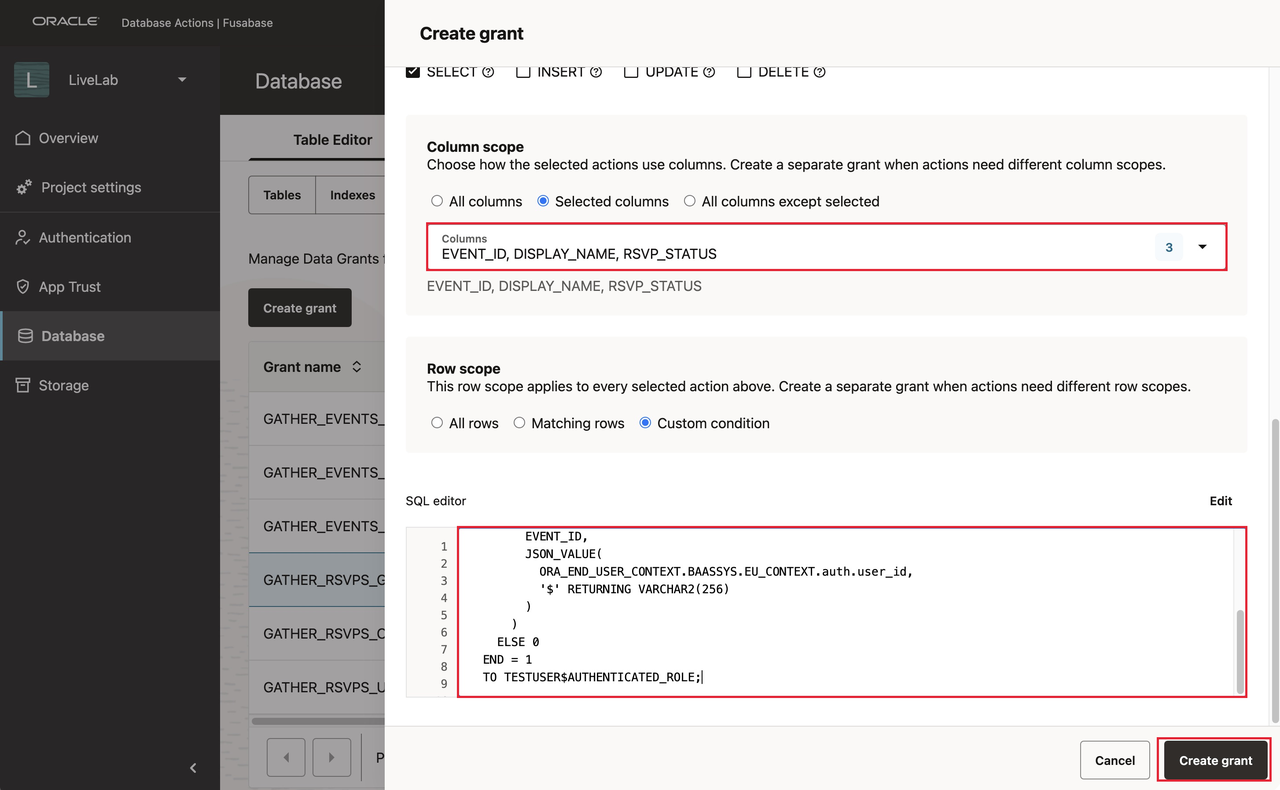 ORACLE Database Actions | Fusabase
L LiveLab
Overview
Project settings
Authentication
App Trust
Database
Storage
Database
Table Editor
Tables Indexes
Manage Data Grants
Create grant
Grant name
GATHER_EVENTS_
GATHER_EVENTS_
GATHER_EVENTS_
GATHER_RSVPS_G
GATHER_RSVPS_C
GATHER_RSVPS_U
P
Create grant
SELECT INSERT UPDATE DELETE
Column scope
Choose how the selected actions use columns. Create a separate grant when actions need different column scopes.
All columns Selected columns All columns except selected
Columns
EVENT_ID, DISPLAY_NAME, RSVP_STATUS 3
EVENT_ID, DISPLAY_NAME, RSVP_STATUS
Row scope
This row scope applies to every selected action above. Create a separate grant when actions need different row scopes.
All rows Matching rows Custom condition
SQL editor Edit
1
2
3
4
5
6
7
8
9
EVENT_ID,
JSON_VALUE(
ORA_END_USER_CONTEXT.BAASSYS.EU_CONTEXT.auth.user_id,
'$' RETURNING VARCHAR2(256)
)
)
ELSE 0
END = 1
TO TESTUSER$AUTHENTICATED_ROLE;
Cancel Create grant